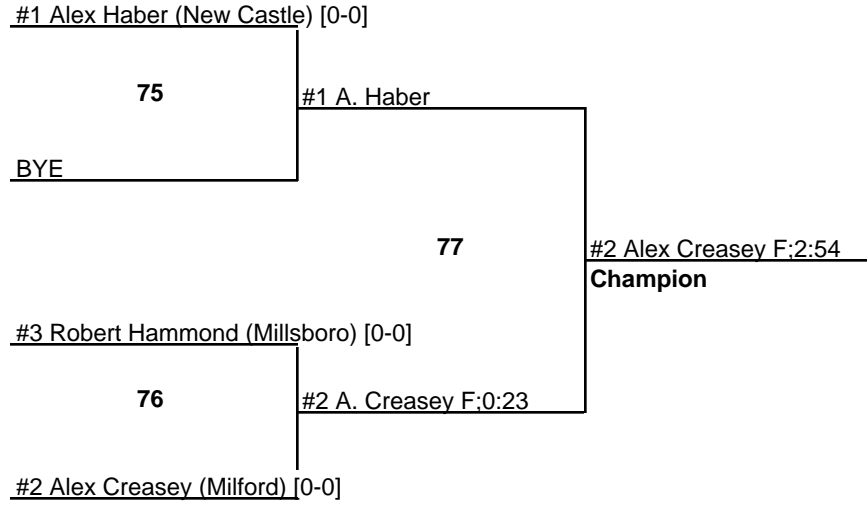 #1 Alex Haber (New Castle) [0-0]
75
#1 A. Haber
BYE
77
#2 Alex Creasey F;2:54
Champion
#3 Robert Hammond (Millsboro) [0-0]
76
#2 A. Creasey F;0:23
#2 Alex Creasey (Milford) [0-0]